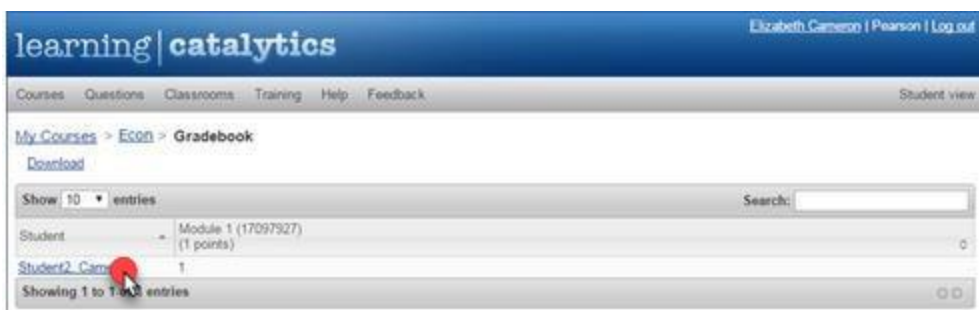 Elizabeth Cameron | Pearson | Log out
learning | catalytics
Courses Questions Classrooms Training Help Feedback Student view
My Courses > Econ > Gradebook
Download
Show 10 entries Search:
Student Module 1 (17097927)
(1 points)
Student2, 1
Showing 1 to 1 entries